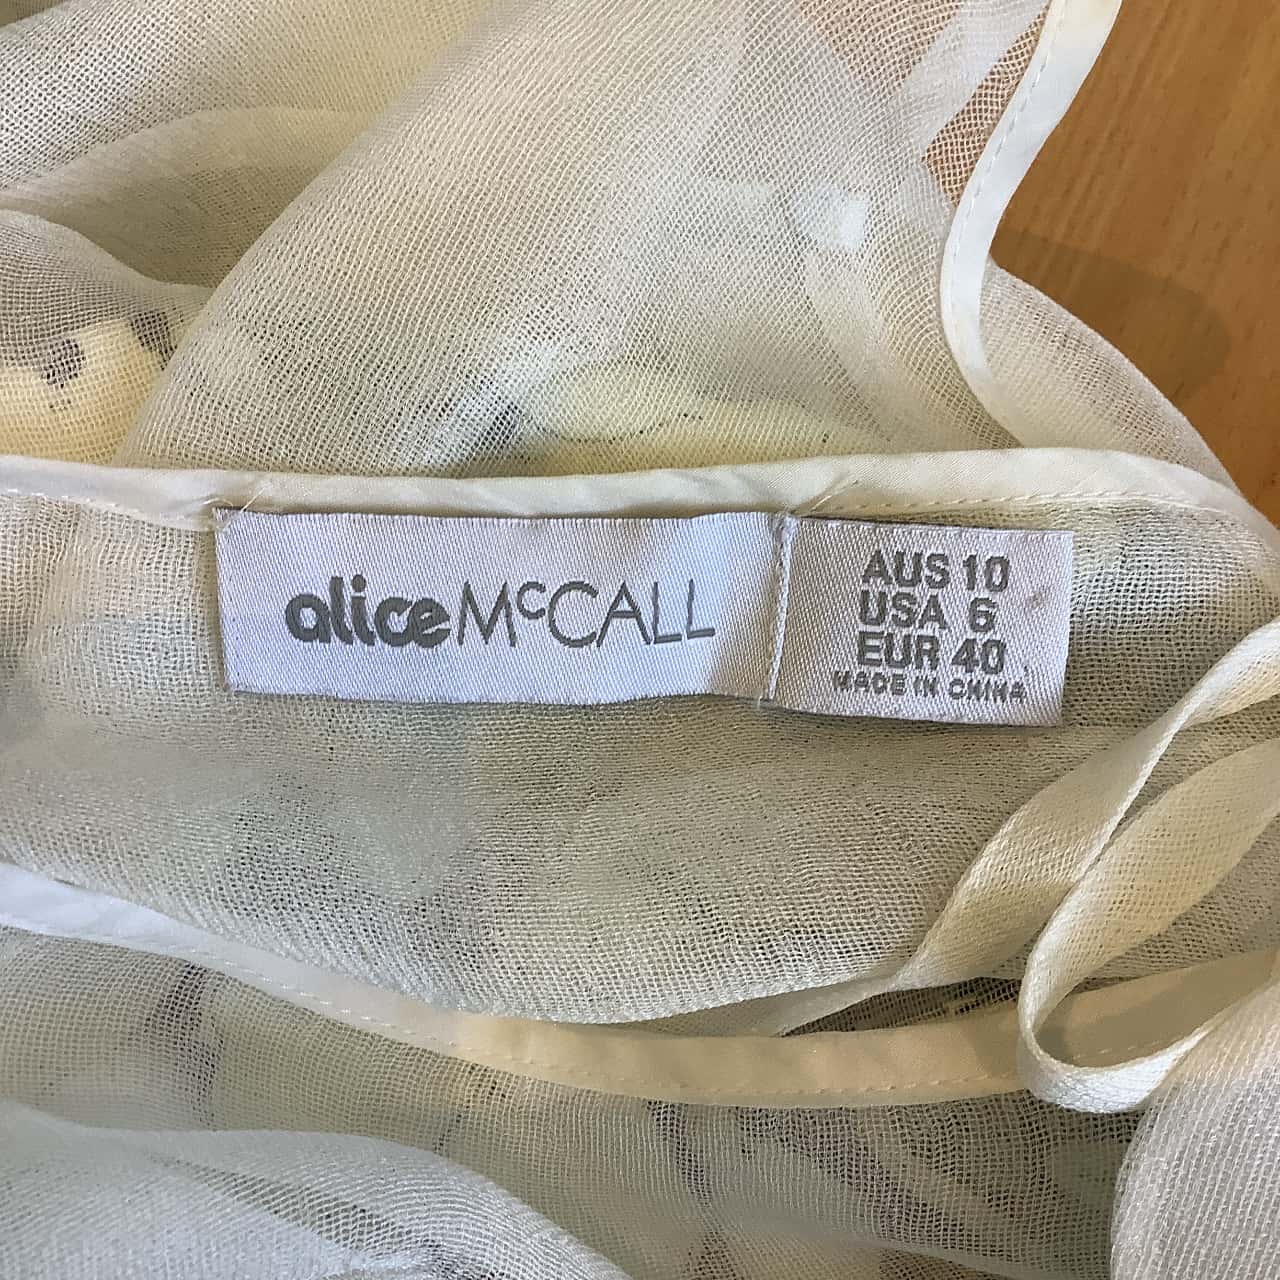 alice McCALL
AUS 10
USA 6
EUR 40
MADE IN CHINA